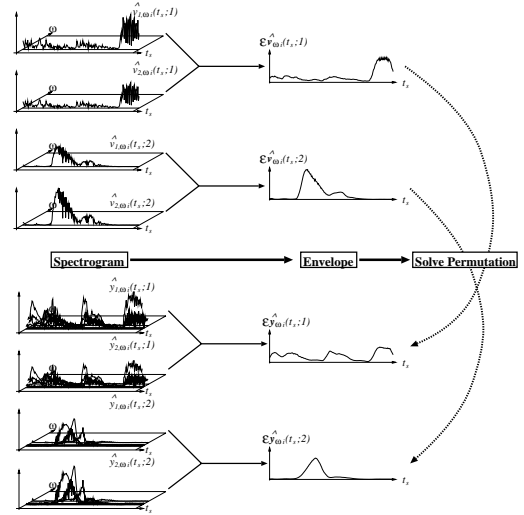 ω v̂1,ωi(ts;1)
ts
v̂2,ωi(ts;1)
ts
εv̂ωi(ts;1)
ts
ω v̂1,ωi(ts;2)
ts
ω v̂2,ωi(ts;2)
ts
εv̂ωi(ts;2)
ts
Spectrogram Envelope Solve Permutation
ŷ1,ωi(ts;1)
ω
ts
ŷ2,ωi(ts;1)
ω
ts
εŷωi(ts;1)
ts
ŷ1,ωi(ts;2)
ω
ts
ŷ2,ωi(ts;2)
ω
ts
εŷωi(ts;2)
ts